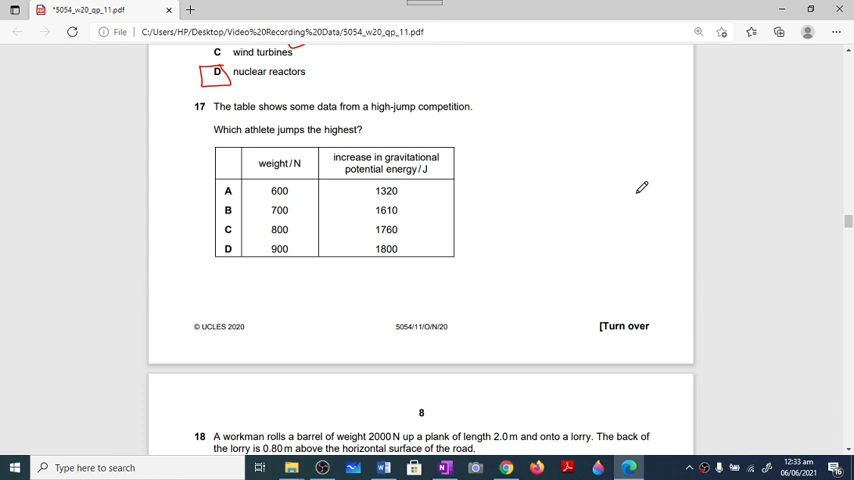 *5054_w20_qp_11.pdf
File
C:/Users/HP/Desktop/Video%20Recording%20Data/5054_w20_qp_11.pdf
C wind turbines
D nuclear reactors
17 The table shows some data from a high-jump competition.
Which athlete jumps the highest?
weight/N increase in gravitational potential energy/J
A 600 1320
B 700 1610
C 800 1760
D 900 1800
© UCLES 2020 5054/11/O/N/20 [Turn over
8
18 A workman rolls a barrel of weight 2000 N up a plank of length 2.0 m and onto a lorry. The back of
the lorry is 0.80 m above the horizontal surface of the road.
Type here to search
12:33 am
06/06/2021